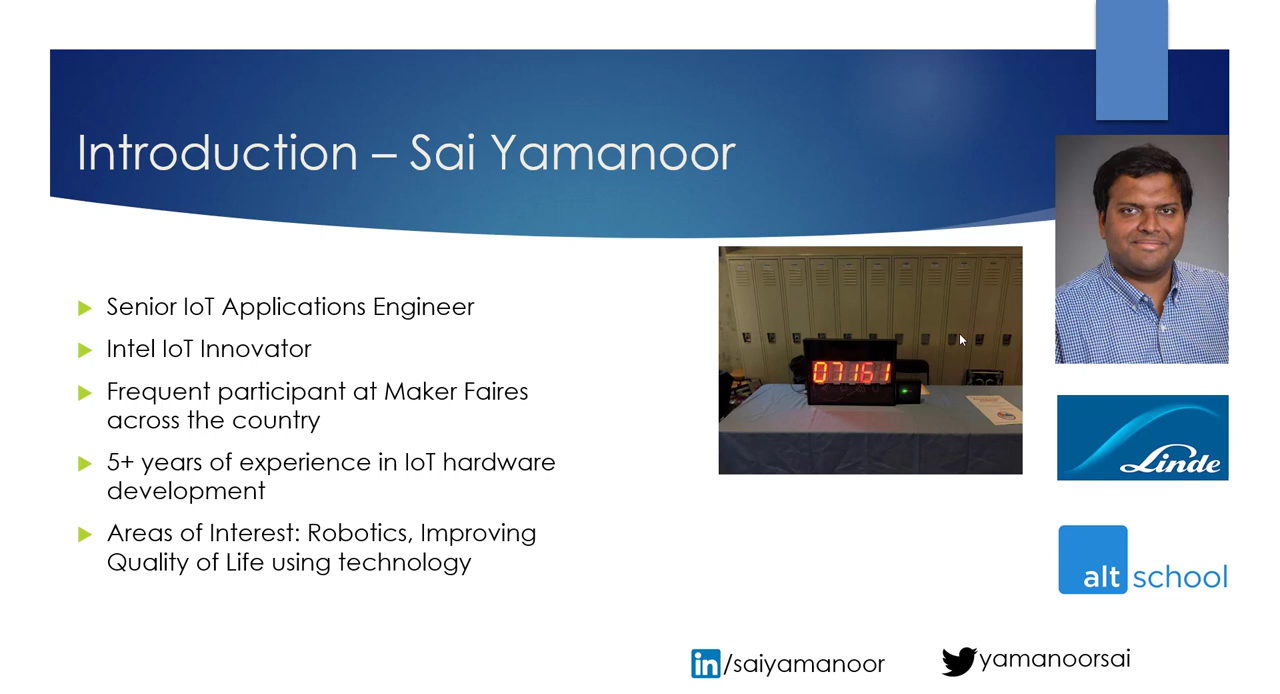 Introduction – Sai Yamanoor
Senior IoT Applications Engineer
Intel IoT Innovator
Frequent participant at Maker Faires
across the country
5+ years of experience in IoT hardware
development
Areas of Interest: Robotics, Improving
Quality of Life using technology
07151
Linde
alt school
in/saiyamanoor
yamanoorsai